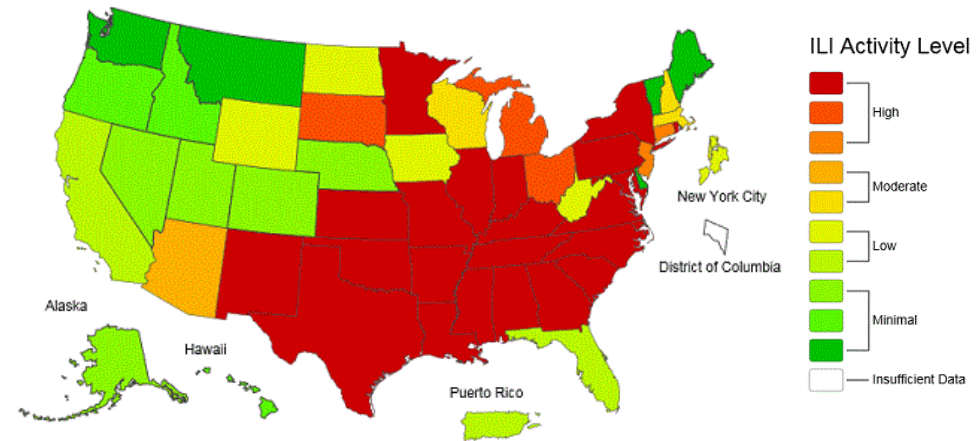 ILI Activity Level
High
Moderate
Low
Minimal
Insufficient Data
New York City
District of Columbia
Alaska
Hawaii
Puerto Rico